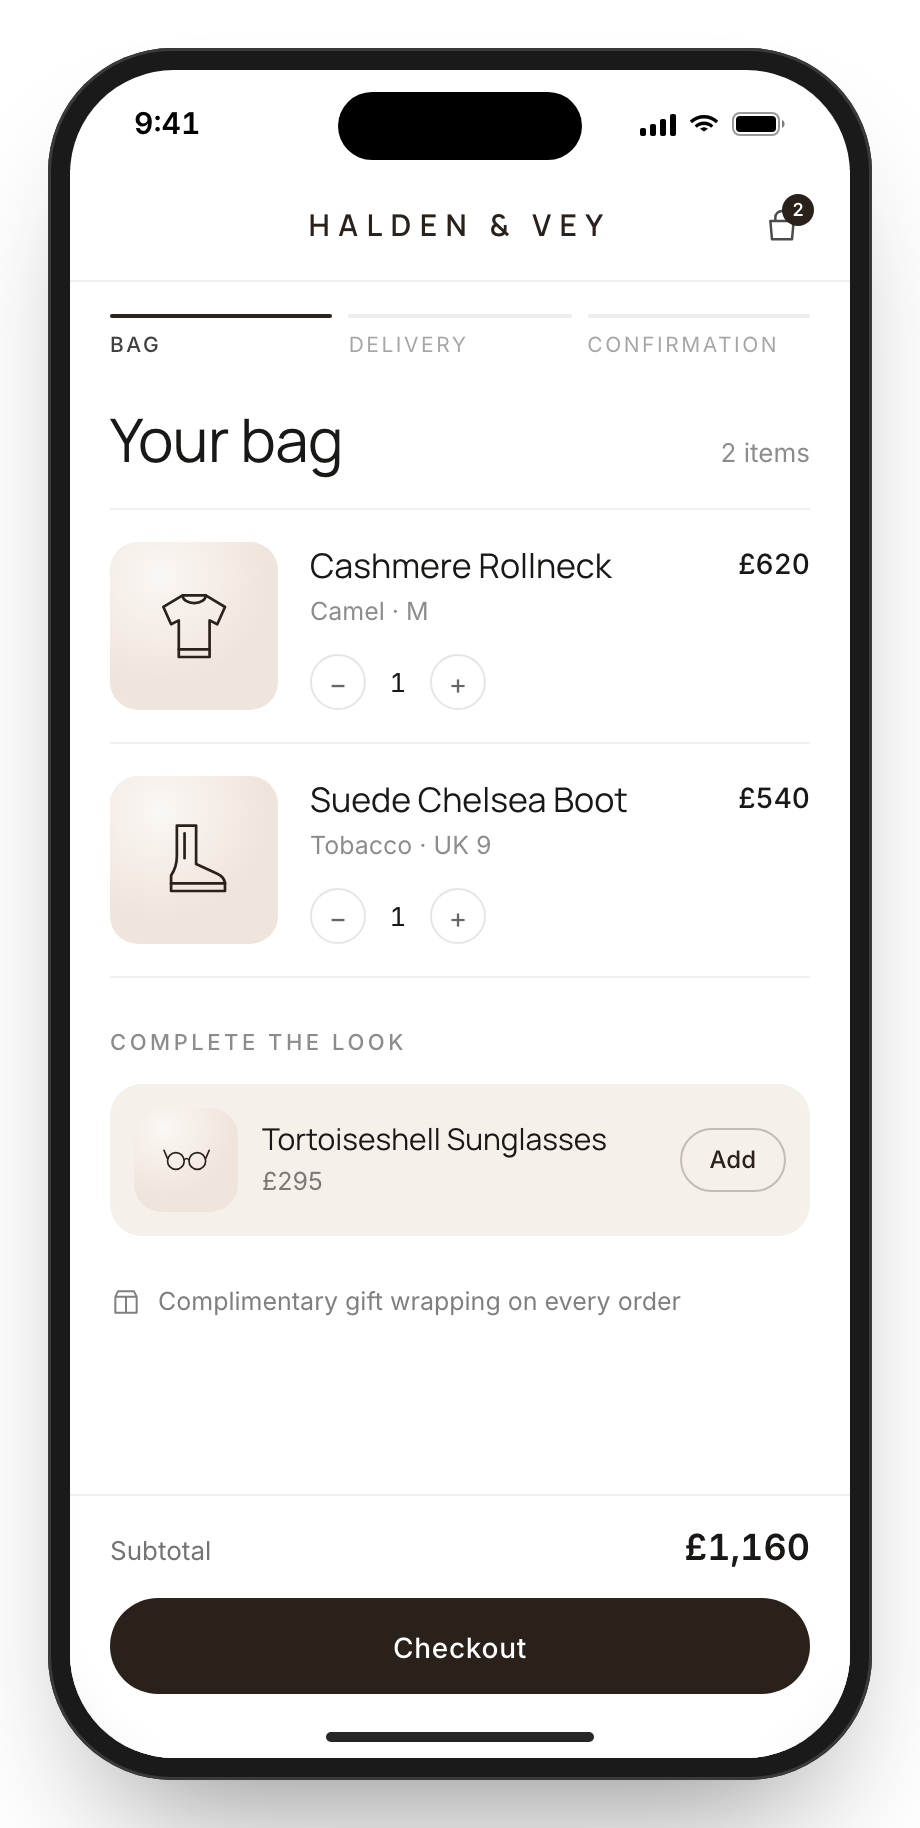 9:41
HALDEN & VEY
2
BAG
DELIVERY
CONFIRMATION
Your bag
2 items
Cashmere Rollneck
£620
Camel · M
− 1 +
Suede Chelsea Boot
£540
Tobacco · UK 9
− 1 +
COMPLETE THE LOOK
Tortoiseshell Sunglasses
£295
Add
Complimentary gift wrapping on every order
Subtotal
£1,160
Checkout